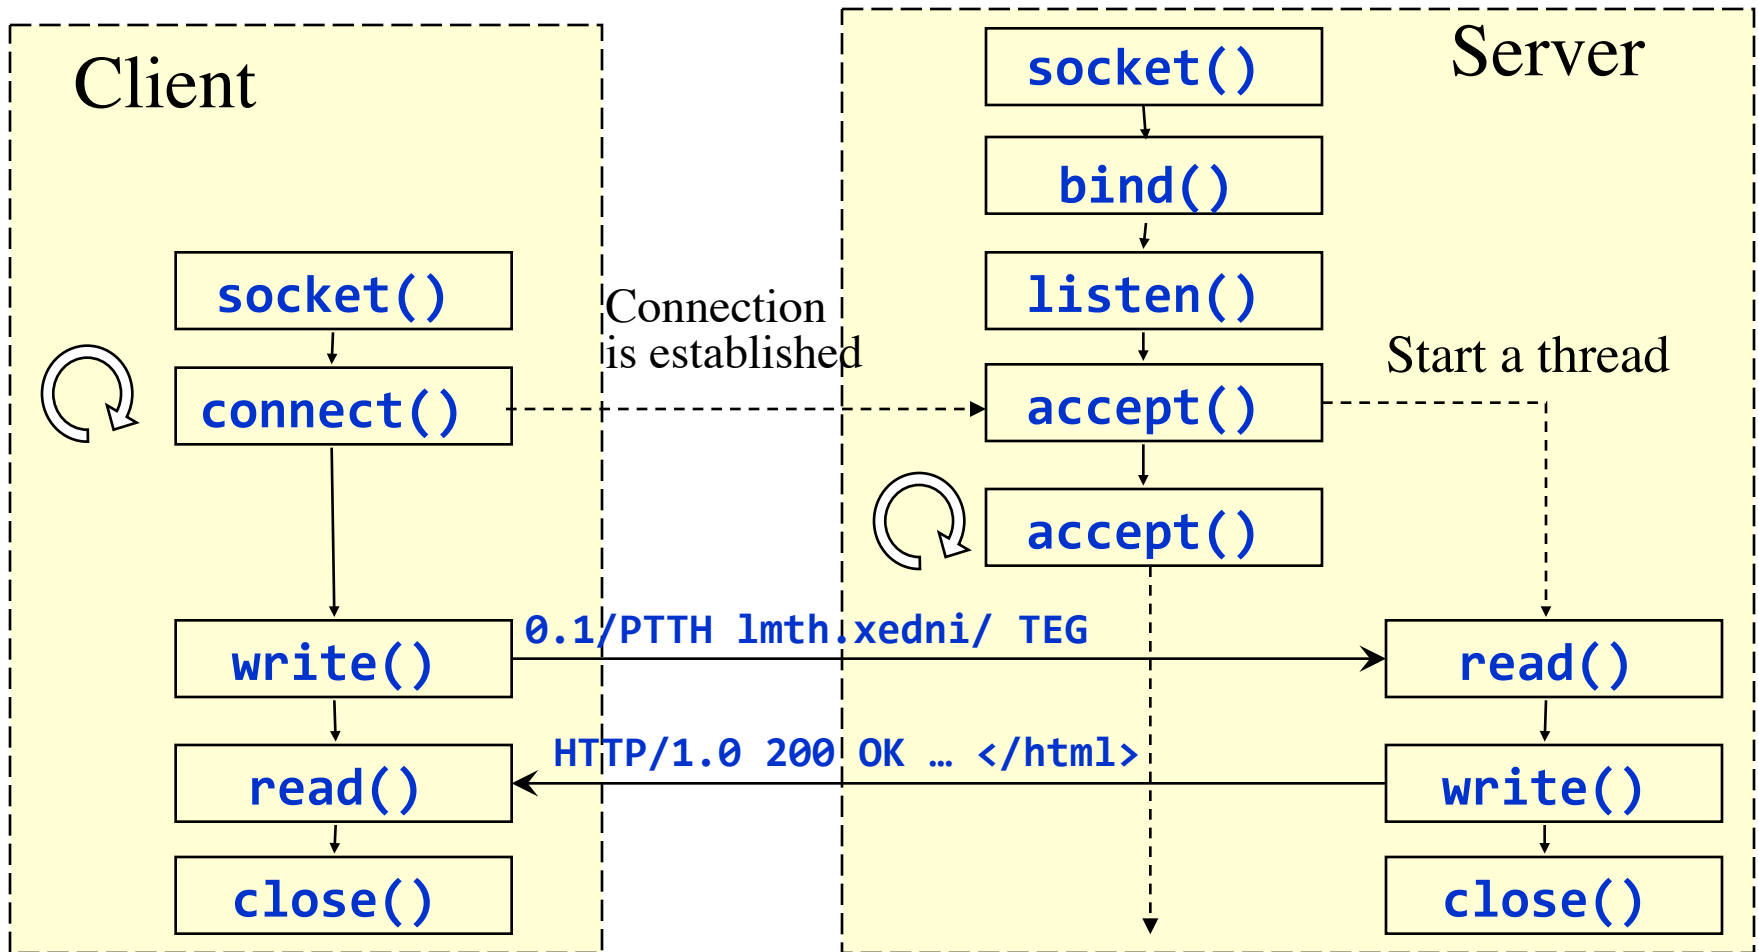 Client
Server
socket()
bind()
listen()
socket()
Connection
is established
Start a thread
connect()
accept()
accept()
0.1/PTTH lmth.xedni/ TEG
write()
read()
HTTP/1.0 200 OK … </html>
read()
write()
close()
close()